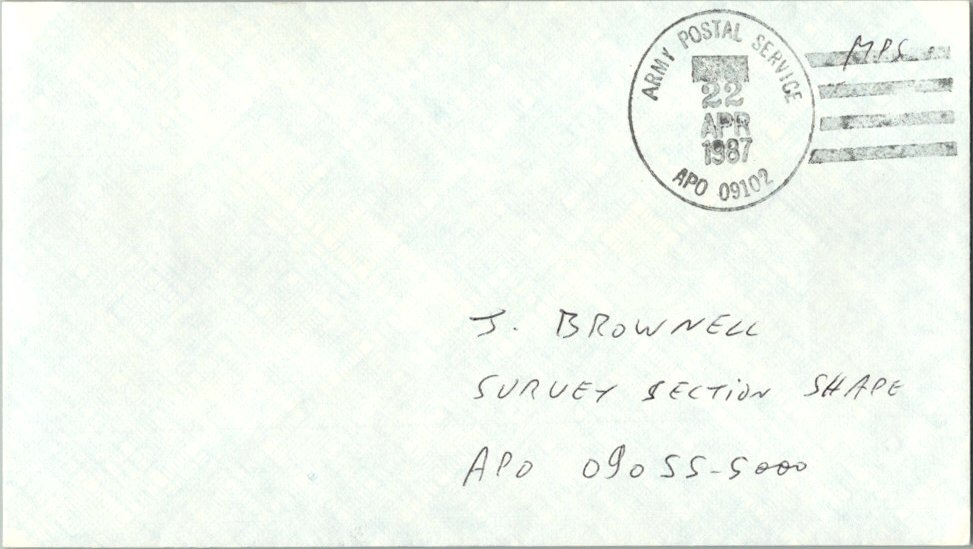 ARMY POSTAL SERVICE
22
APR
1987
APO 09102
MPS
J. BROWNELL
SURVEY SECTION SHAPE
APO 09055-5000